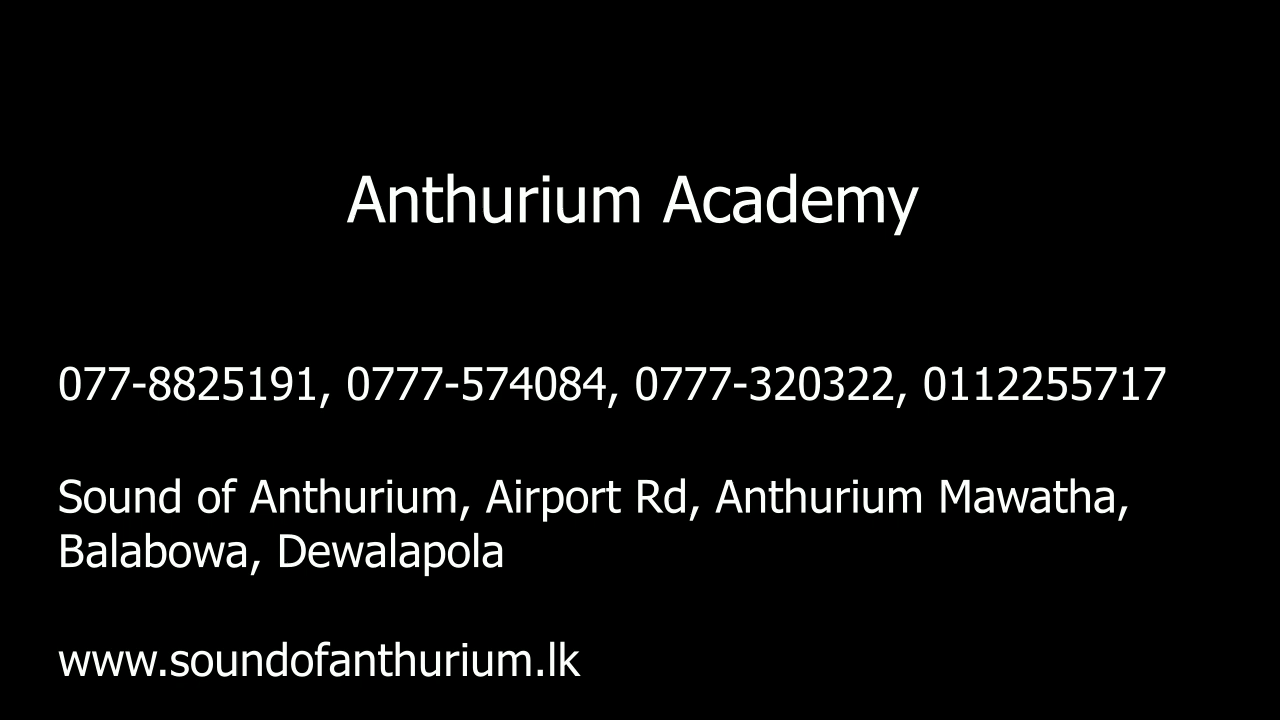 Anthurium Academy
077-8825191, 0777-574084, 0777-320322, 0112255717
Sound of Anthurium, Airport Rd, Anthurium Mawatha,
Balabowa, Dewalapola
www.soundofanthurium.lk